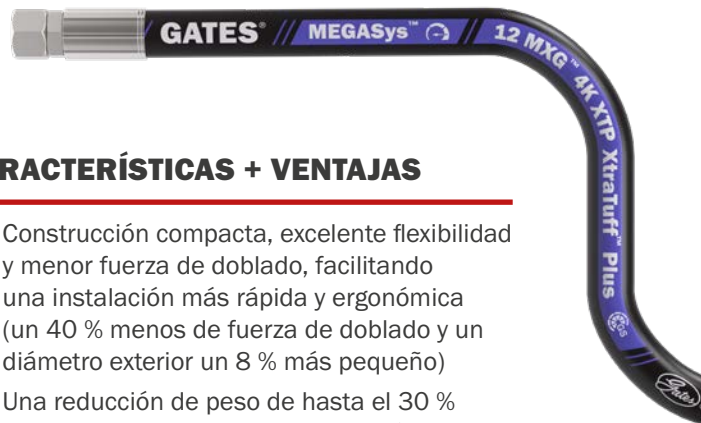 GATES® // MEGASys™ // 12 MXG™ 4K XTP XtraTuff™ Plus GS
Gates
RACTERÍSTICAS + VENTAJAS
Construcción compacta, excelente flexibilidad
y menor fuerza de doblado, facilitando
una instalación más rápida y ergonómica
(un 40 % menos de fuerza de doblado y un
diámetro exterior un 8 % más pequeño)
Una reducción de peso de hasta el 30 %